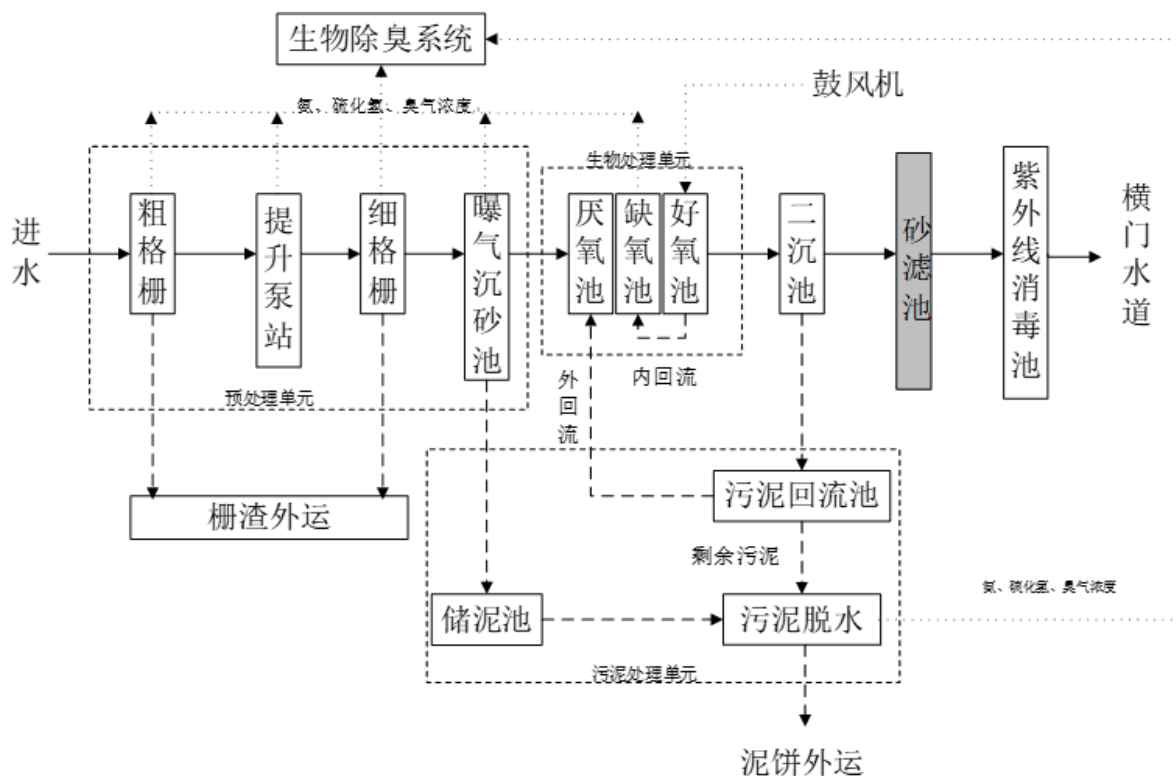 生物除臭系统
鼓风机
氨、硫化氢、臭气浓度
生物处理单元
进水
粗格栅
提升泵站
细格栅
曝气沉砂池
厌氧池
缺氧池
好氧池
二沉池
砂滤池
紫外线消毒池
横门水道
预处理单元
外回流
内回流
栅渣外运
污泥回流池
剩余污泥
氨、硫化氢、臭气浓度
储泥池
污泥脱水
污泥处理单元
泥饼外运